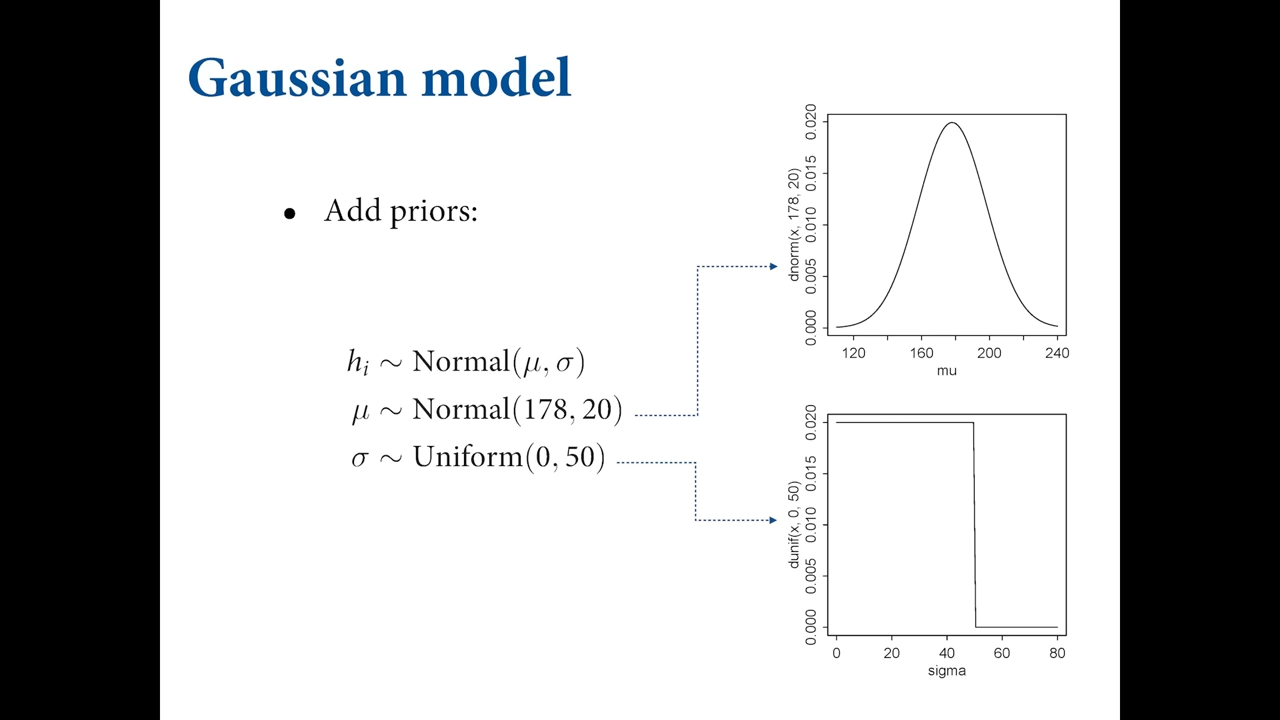 Gaussian model
• Add priors:
hᵢ ∼ Normal(μ, σ)
μ ∼ Normal(178, 20)
σ ∼ Uniform(0, 50)
dnorm(x, 178, 20)
0.000 0.005 0.010 0.015 0.020
120 160 200 240
mu
dunif(x, 0, 50)
0.000 0.005 0.010 0.015 0.020
0 20 40 60 80
sigma